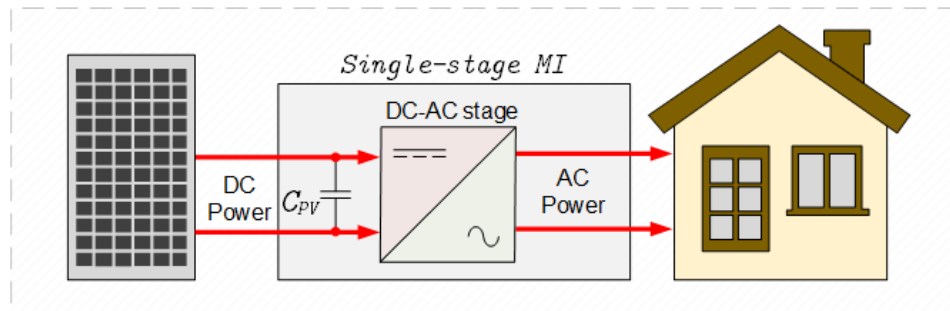 Single-stage MI
DC-AC stage
DC
Power
C_PV
AC
Power